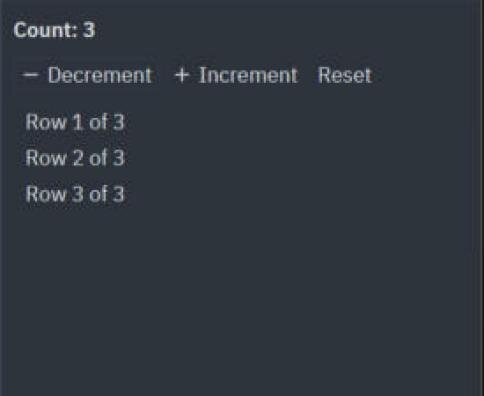 Count: 3
− Decrement + Increment Reset
Row 1 of 3
Row 2 of 3
Row 3 of 3